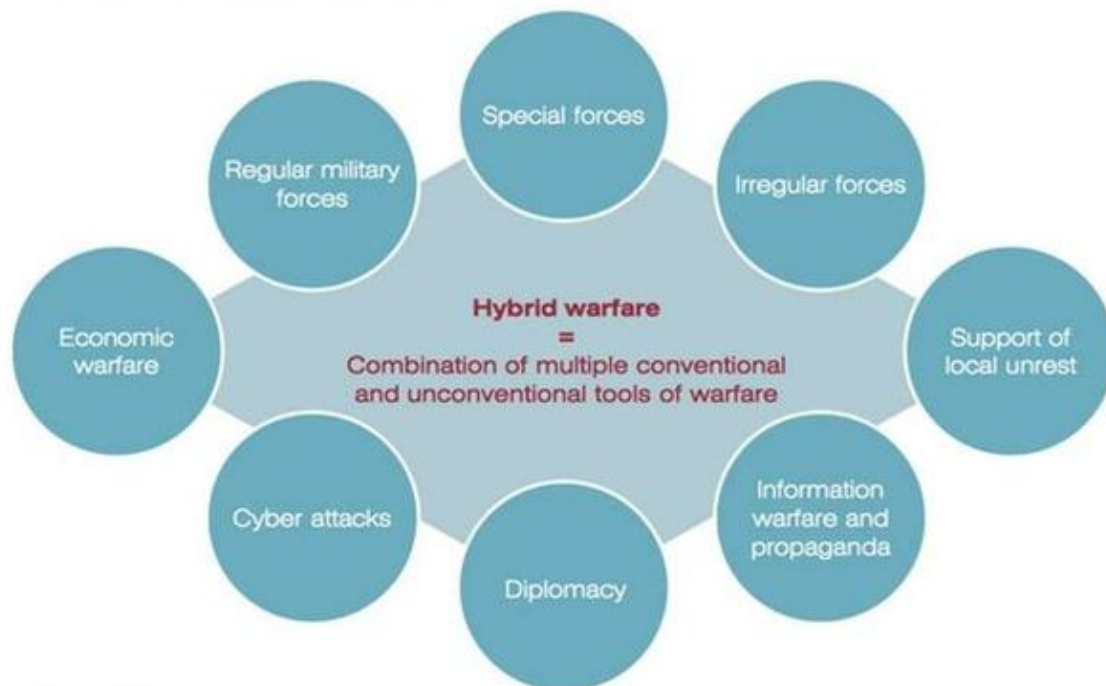 Special forces
Regular military
forces
Irregular forces
Hybrid warfare
=
Combination of multiple conventional
and unconventional tools of warfare
Economic
warfare
Support of
local unrest
Cyber attacks
Information
warfare and
propaganda
Diplomacy